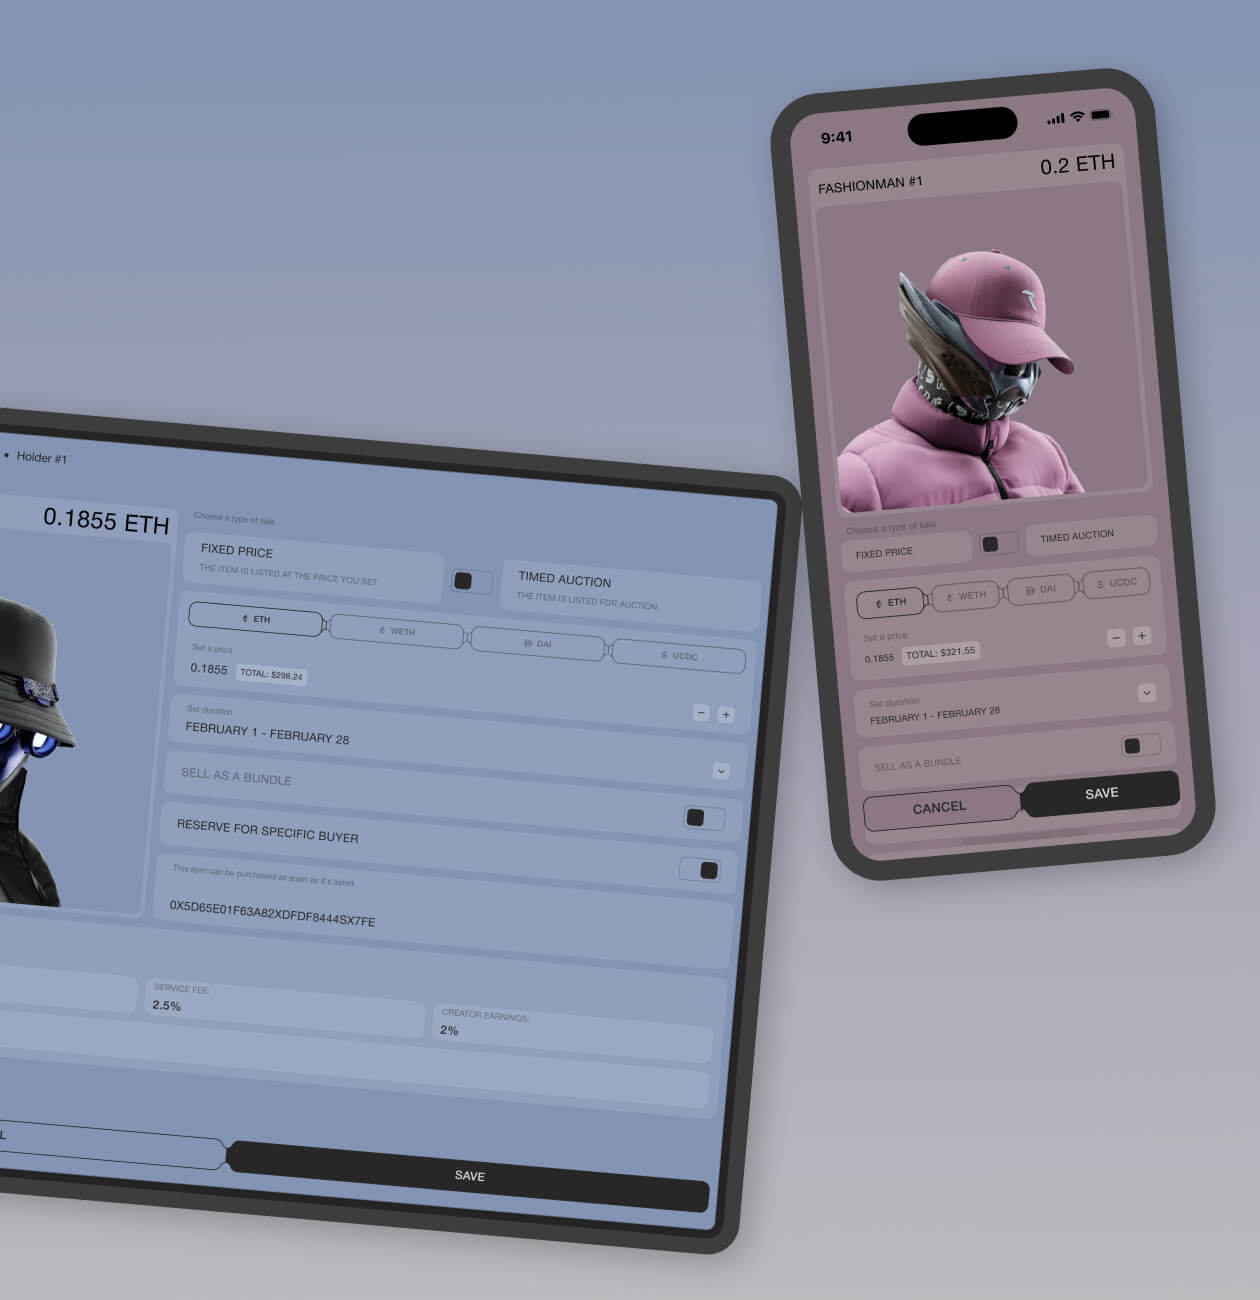 9:41
FASHIONMAN #1
0.2 ETH
Choose a type of sale
FIXED PRICE
TIMED AUCTION
ETH
WETH
DAI
UCDC
Set a price
0.1855
TOTAL: $321.55
Set duration
FEBRUARY 1 - FEBRUARY 28
SELL AS A BUNDLE
CANCEL
SAVE
• Holder #1
0.1855 ETH
Choose a type of sale
FIXED PRICE
THE ITEM IS LISTED AT THE PRICE YOU SET.
TIMED AUCTION
THE ITEM IS LISTED FOR AUCTION.
ETH
WETH
DAI
UCDC
Set a price
0.1855
TOTAL: $298.24
Set duration
FEBRUARY 1 - FEBRUARY 28
SELL AS A BUNDLE
RESERVE FOR SPECIFIC BUYER
This item can be purchased as soon as it's listed
0X5D65E01F63A82XDFDF8444SX7FE
SERVICE FEE:
2.5%
CREATOR EARNINGS:
2%
L
SAVE